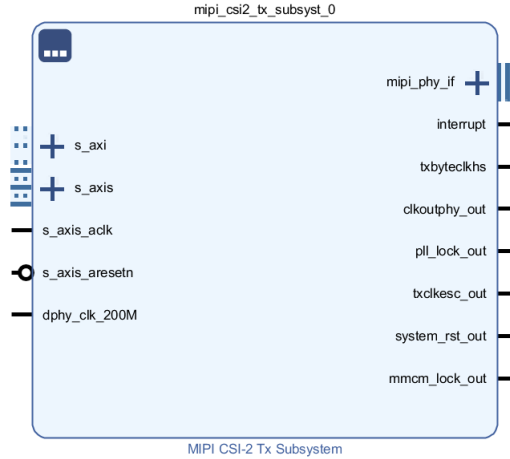 mipi_csi2_tx_subsyst_0
mipi_phy_if
interrupt
s_axi
txbyteclkhs
s_axis
clkoutphy_out
s_axis_aclk
pll_lock_out
s_axis_aresetn
txclkesc_out
dphy_clk_200M
system_rst_out
mmcm_lock_out
MIPI CSI-2 Tx Subsystem